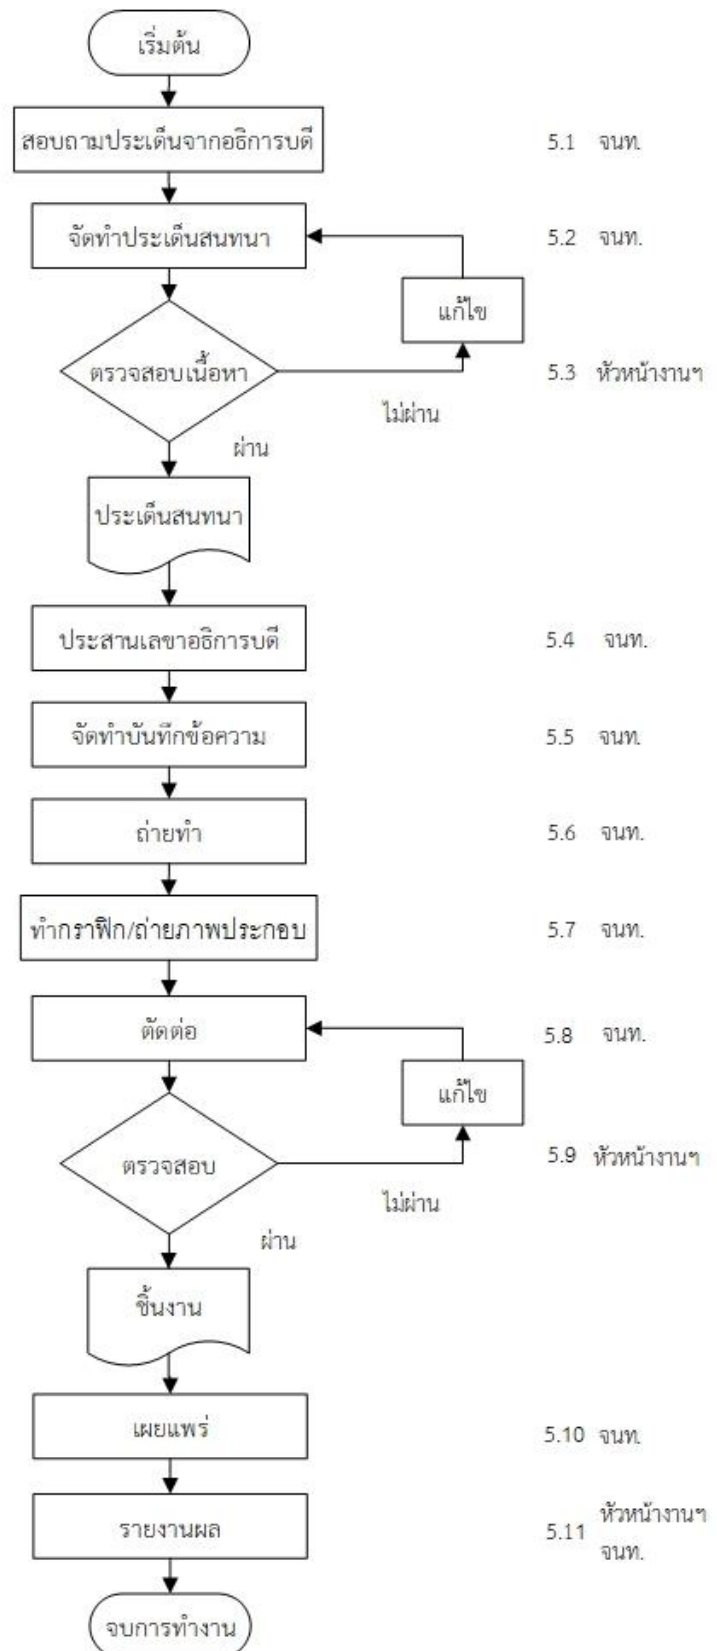 เริ่มต้น
สอบถามประเด็นจากอธิการบดี 5.1 จนท.
จัดทำประเด็นสนทนา 5.2 จนท.
แก้ไข
ตรวจสอบเนื้อหา 5.3 หัวหน้างานฯ
ไม่ผ่าน
ผ่าน
ประเด็นสนทนา
ประสานเลขาอธิการบดี 5.4 จนท.
จัดทำบันทึกข้อความ 5.5 จนท.
ถ่ายทำ 5.6 จนท.
ทำกราฟิก/ถ่ายภาพประกอบ 5.7 จนท.
ตัดต่อ 5.8 จนท.
แก้ไข
ตรวจสอบ 5.9 หัวหน้างานฯ
ไม่ผ่าน
ผ่าน
ชิ้นงาน
เผยแพร่ 5.10 จนท.
รายงานผล 5.11 หัวหน้างานฯ
จนท.
จบการทำงาน